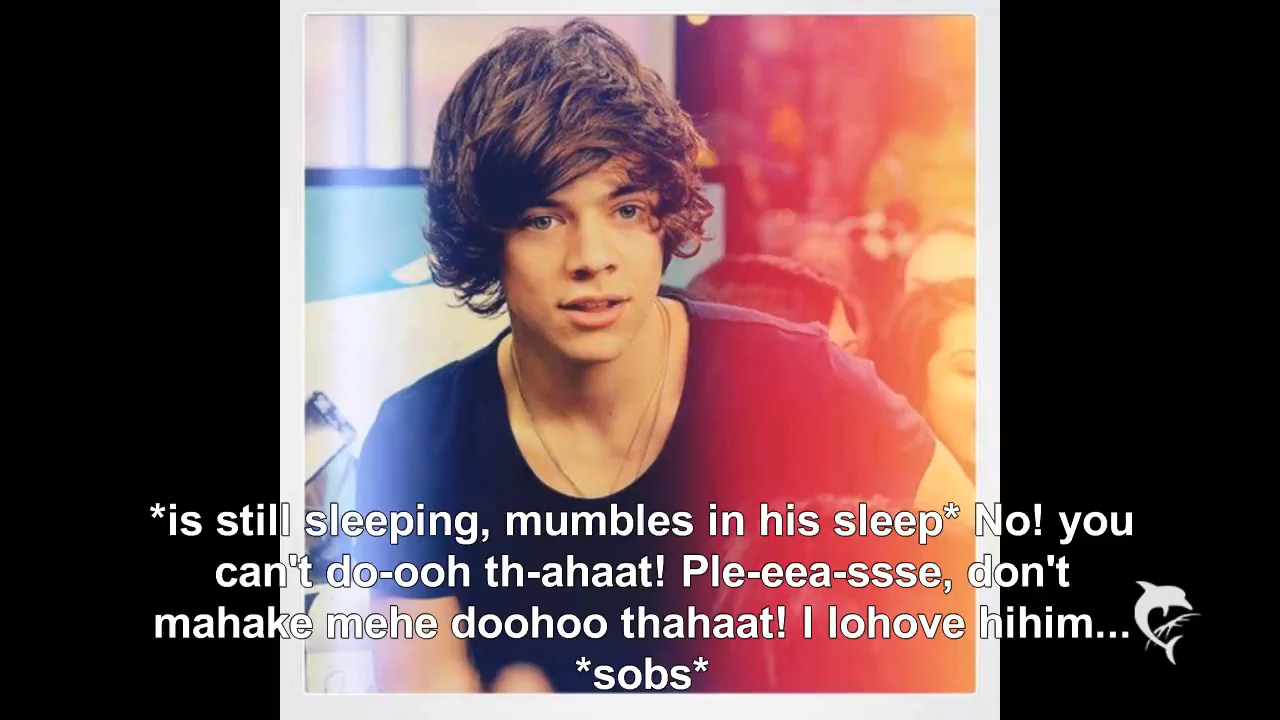 *is still sleeping, mumbles in his sleep* No! you
can't do-ooh th-ahaat! Ple-eea-ssse, don't
mahake mehe doohoo thahaat! I lohove hihim...
*sobs*